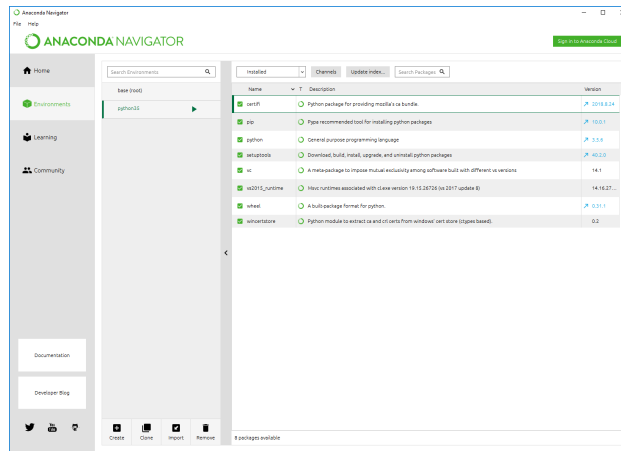 Anaconda Navigator
File Help
ANACONDA NAVIGATOR
Sign in to Anaconda Cloud
Home
Environments
Learning
Community
Documentation
Developer Blog
Search Environments
base (root)
python35
Create Clone Import Remove
Installed Channels Update index... Search Packages
Name T Description Version
certifi Python package for providing mozilla's ca bundle. 2018.8.24
pip Pypa recommended tool for installing python packages 10.0.1
python General purpose programming language 3.5.6
setuptools Download, build, install, upgrade, and uninstall python packages 40.2.0
vc A meta-package to impose mutual exclusivity among software built with different vs versions 14.1
vs2015_runtime Msvc runtimes associated with cl.exe version 19.15.26726 (vs 2017 update 8) 14.16.27...
wheel A built-package format for python. 0.31.1
wincertstore Python module to extract ca and crl certs from windows' cert store (ctypes based). 0.2
8 packages available